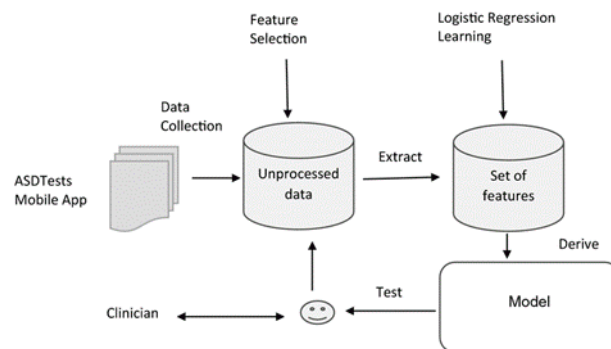 Feature
Selection
Logistic Regression
Learning
Data
Collection
ASDTests
Mobile App
Unprocessed
data
Extract
Set of
features
Derive
Model
Test
Clinician